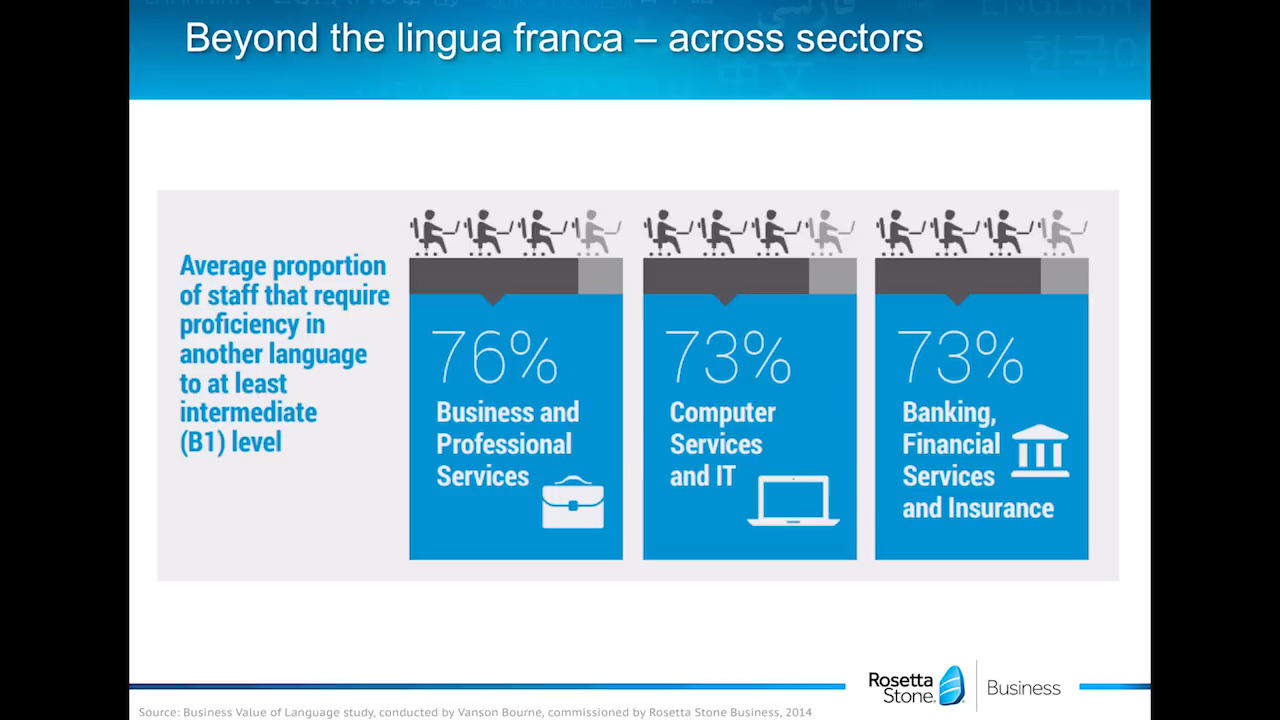 Beyond the lingua franca – across sectors
Average proportion
of staff that require
proficiency in
another language
to at least
intermediate
(B1) level
76%
Business and
Professional
Services
73%
Computer
Services
and IT
73%
Banking,
Financial
Services
and Insurance
Rosetta
Stone.
Business
Source: Business Value of Language study, conducted by Vanson Bourne, commissioned by Rosetta Stone Business, 2014